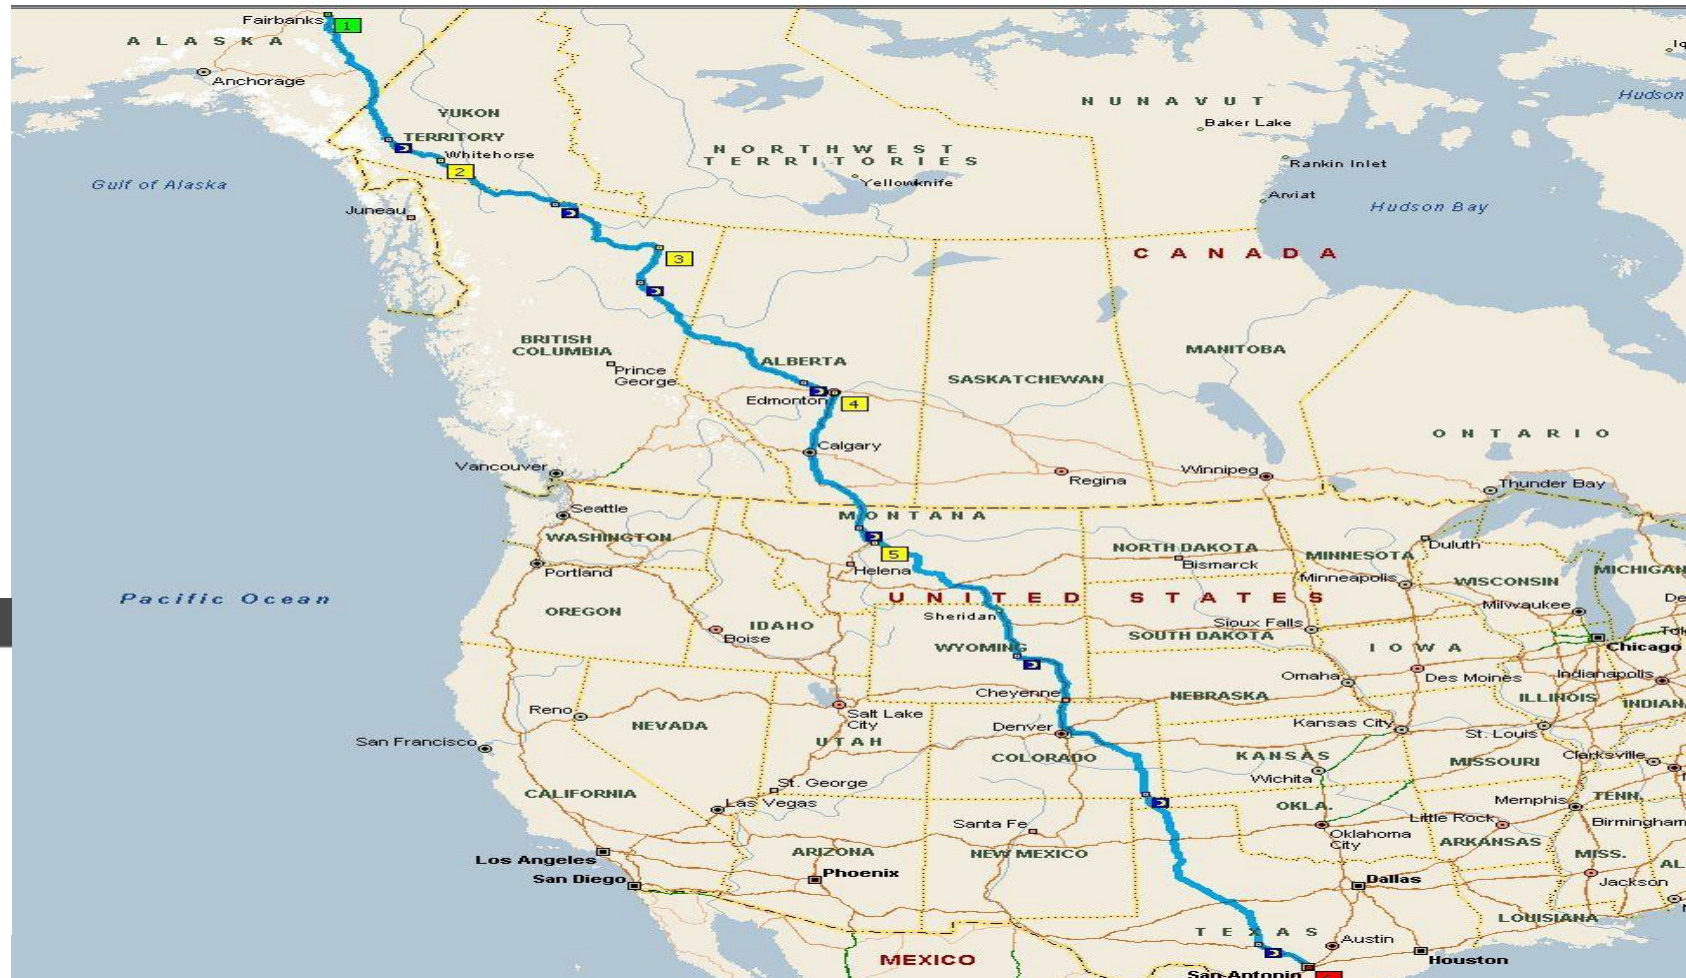 Fairbanks
1
A L A S K A
Anchorage
YUKON
TERRITORY
Whitehorse
2
Gulf of Alaska
Juneau
NORTHWEST
TERRITORIES
Yellowknife
NUNAVUT
Baker Lake
Hudson
Rankin Inlet
Arviat
Hudson Bay
CANADA
3
BRITISH
COLUMBIA
Prince
George
ALBERTA
Edmonton
4
SASKATCHEWAN
MANITOBA
ONTARIO
Calgary
Vancouver
Regina
Winnipeg
Thunder Bay
Seattle
MONTANA
WASHINGTON
5
Helena
NORTH DAKOTA
Bismarck
MINNESOTA
Duluth
Minneapolis
WISCONSIN
MICHIGAN
Portland
Pacific Ocean
OREGON
UNITED STATES
Milwaukee
De
IDAHO
Boise
Sheridan
Sioux Falls
SOUTH DAKOTA
WYOMING
IOWA
Chicago
Omaha
Des Moines
Indianapolis
Cheyenne
NEBRASKA
ILLINOIS
INDIAN
Reno
NEVADA
Salt Lake
City
UTAH
Denver
Kansas City
St. Louis
San Francisco
COLORADO
KANSAS
Wichita
MISSOURI
Clarksville
St. George
CALIFORNIA
Las Vegas
OKLA.
Memphis
TENN.
Santa Fe
Oklahoma
City
Little Rock
Birmingham
ARKANSAS
Los Angeles
ARIZONA
NEW MEXICO
MISS.
AL
San Diego
Phoenix
Dallas
Jackson
LOUISIANA
TEXAS
Austin
MEXICO
Houston
San Antonio